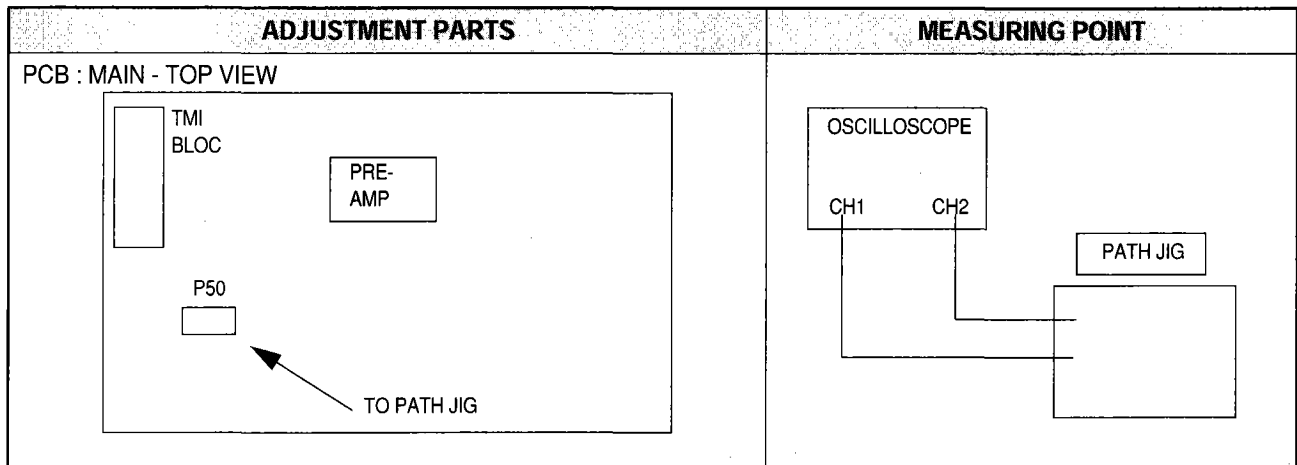 ADJUSTMENT PARTS
MEASURING POINT
PCB : MAIN - TOP VIEW
TMI
BLOC
PRE-
AMP
P50
TO PATH JIG
OSCILLOSCOPE
CH1 CH2
PATH JIG